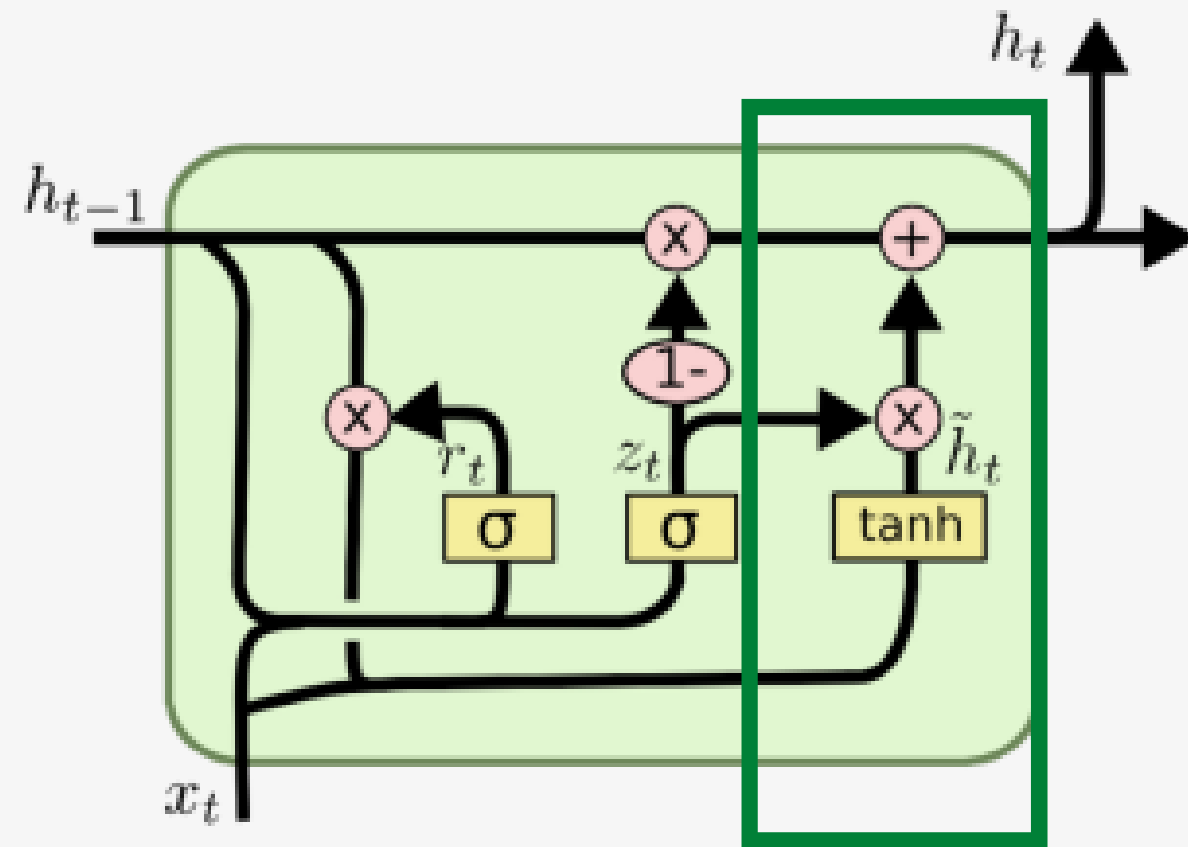 h_t
h_{t-1}
x +
1-
x x
r_t z_t h̃_t
σ σ tanh
x_t